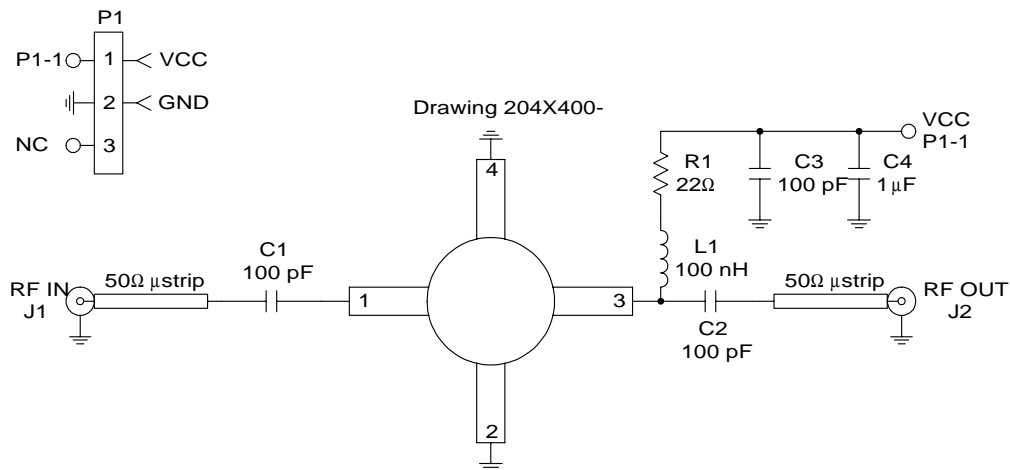 P1
P1-1
1
VCC
2
GND
NC
3
Drawing 204X400-
4
VCC
P1-1
R1
22Ω
C3
100 pF
C4
1 µF
C1
100 pF
L1
100 nH
RF IN
J1
50Ω µstrip
1
3
50Ω µstrip
RF OUT
J2
C2
100 pF
2